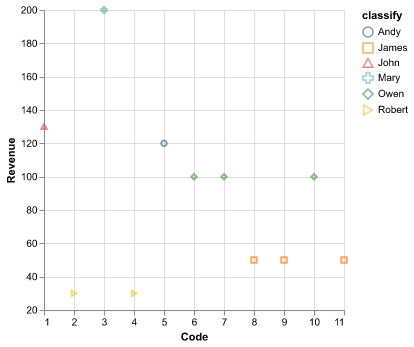 200
180
160
140
120
100
80
60
40
20
Revenue
1 2 3 4 5 6 7 8 9 10 11
Code
classify
Andy
James
John
Mary
Owen
Robert